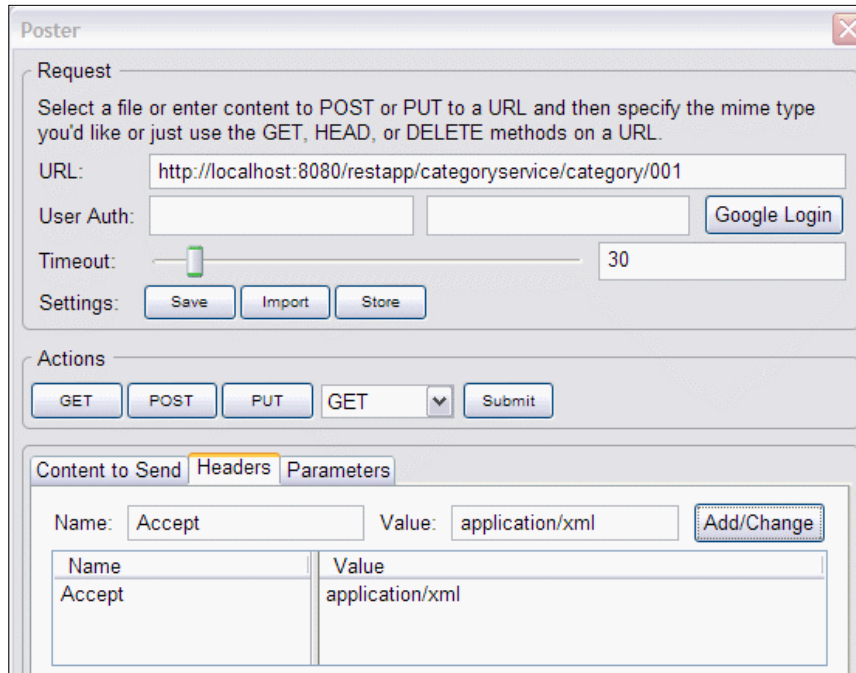 Poster
Request
Select a file or enter content to POST or PUT to a URL and then specify the mime type
you'd like or just use the GET, HEAD, or DELETE methods on a URL.
URL: http://localhost:8080/restapp/categoryservice/category/001
User Auth: Google Login
Timeout: 30
Settings: Save Import Store
Actions
GET POST PUT GET Submit
Content to Send Headers Parameters
Name: Accept Value: application/xml Add/Change
Name Value
Accept application/xml